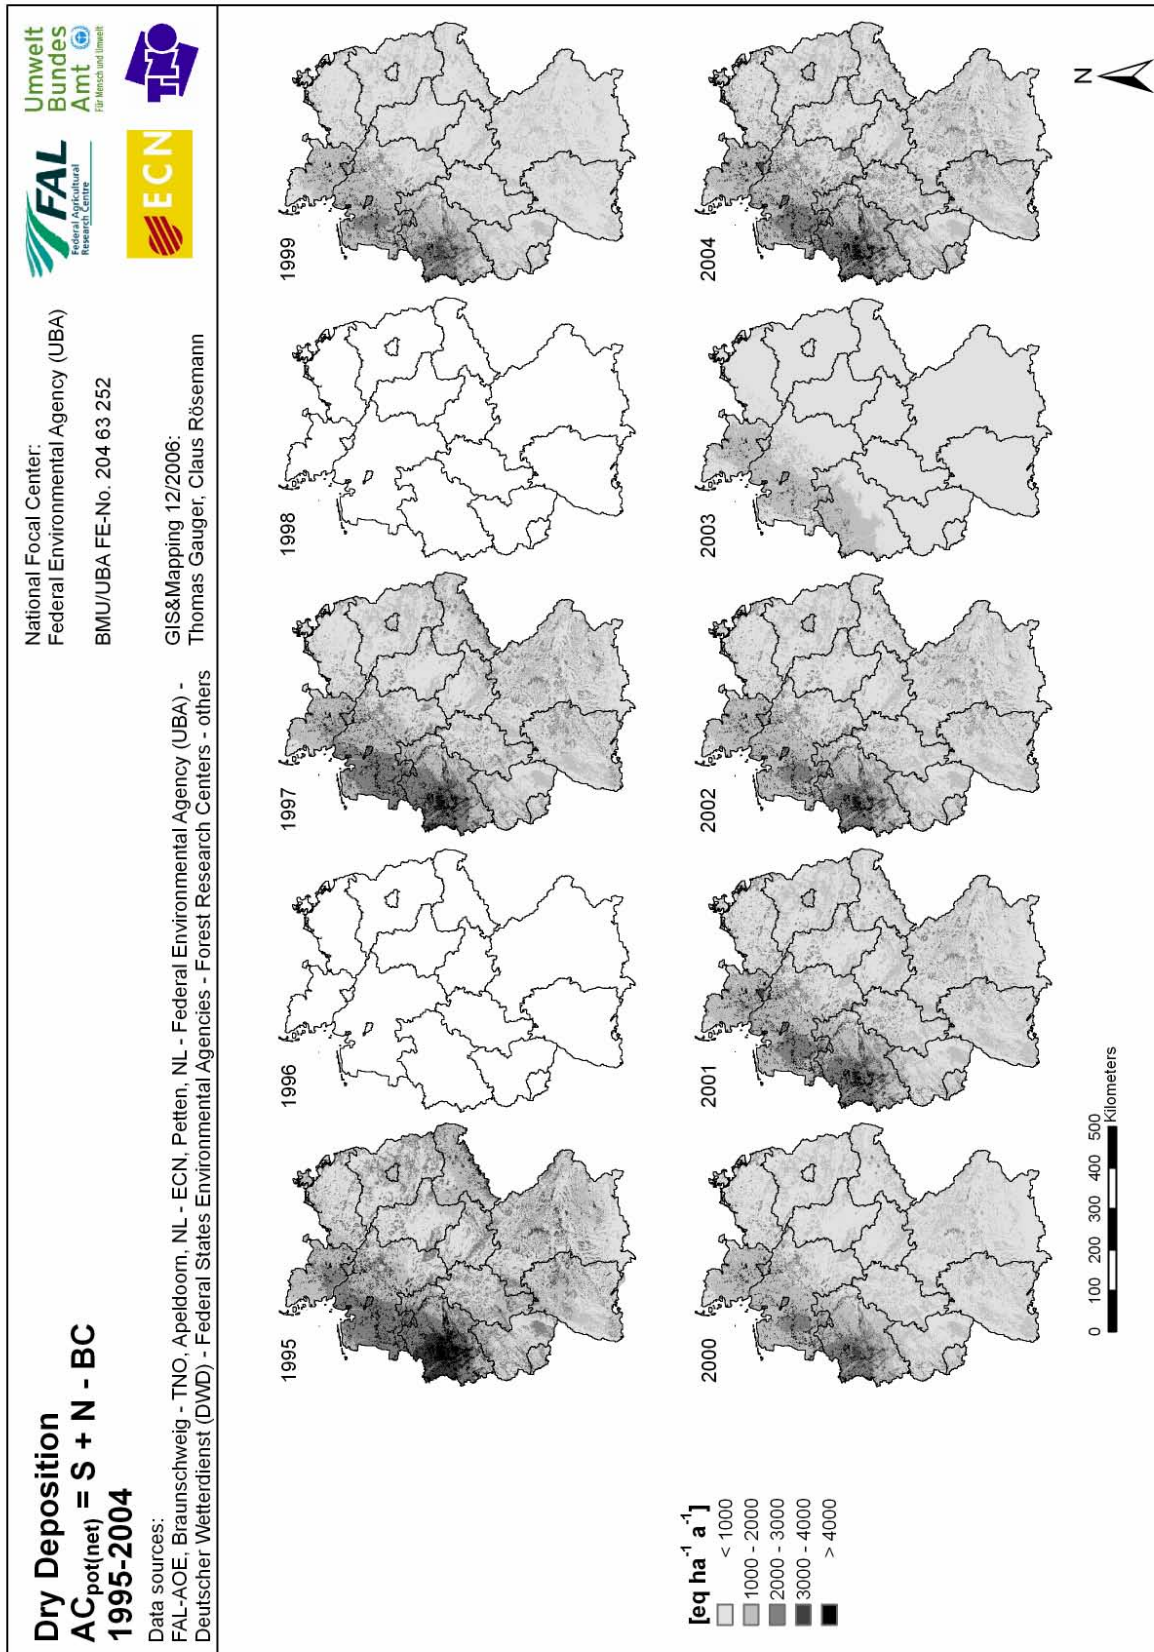 Dry Deposition
ACpot(net) = S + N - BC
1995-2004
Data sources:
FAL-AOE, Braunschweig - TNO, Apeldoorn, NL - ECN, Petten, NL - Federal Environmental Agency (UBA) -
Deutscher Wetterdienst (DWD) - Federal States Environmental Agencies - Forest Research Centers - others
National Focal Center:
Federal Environmental Agency (UBA)
BMU/UBA FE-No. 204 63 252
GIS&Mapping 12/2006:
Thomas Gauger, Claus Rösemann
FAL
Federal Agricultural
Research Centre
Umwelt
Bundes
Amt
Für Mensch und Umwelt
ECN
TNO
1995
1996
1997
1998
1999
2000
2001
2002
2003
2004
[eq ha-1 a-1]
< 1000
1000 - 2000
2000 - 3000
3000 - 4000
> 4000
0 100 200 300 400 500
Kilometers
N